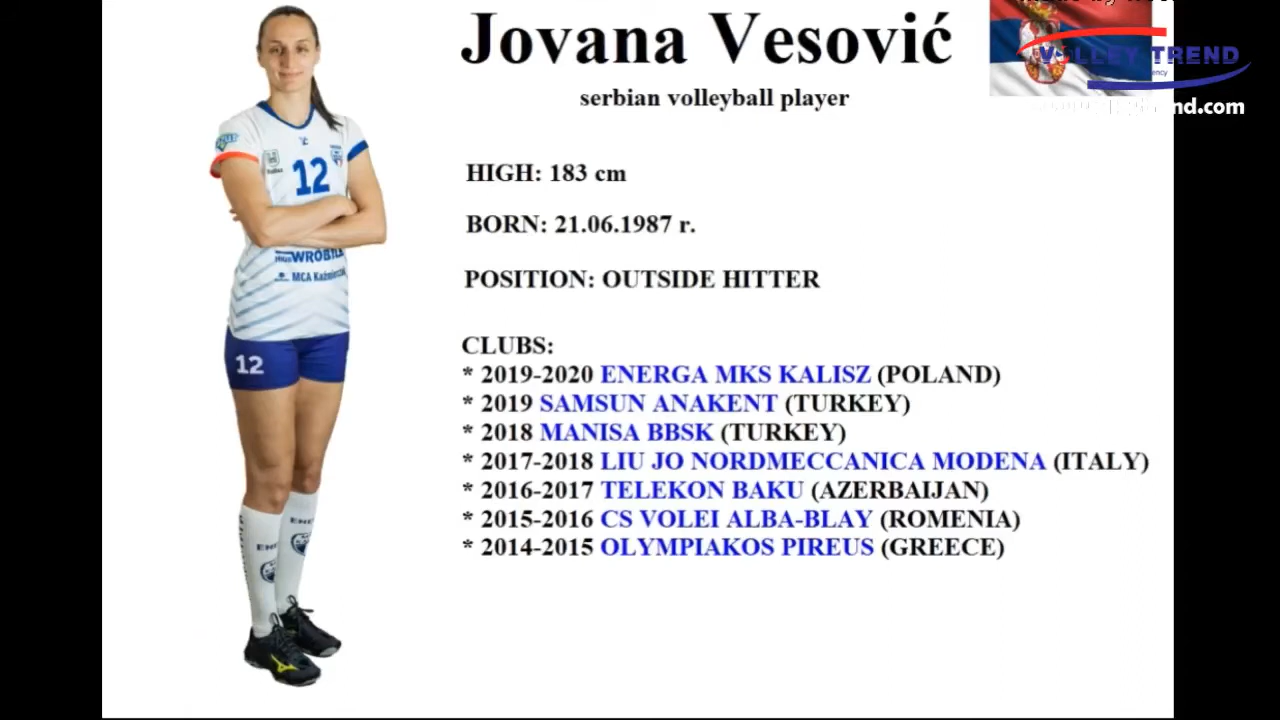 Jovana Vesović
serbian volleyball player
VOLLEY TREND
HIGH: 183 cm
BORN: 21.06.1987 r.
POSITION: OUTSIDE HITTER
CLUBS:
* 2019-2020 ENERGA MKS KALISZ (POLAND)
* 2019 SAMSUN ANAKENT (TURKEY)
* 2018 MANISA BBSK (TURKEY)
* 2017-2018 LIU JO NORDMECCANICA MODENA (ITALY)
* 2016-2017 TELEKON BAKU (AZERBAIJAN)
* 2015-2016 CS VOLEI ALBA-BLAY (ROMENIA)
* 2014-2015 OLYMPIAKOS PIREUS (GREECE)
12
WRÓBEL
MCA
12